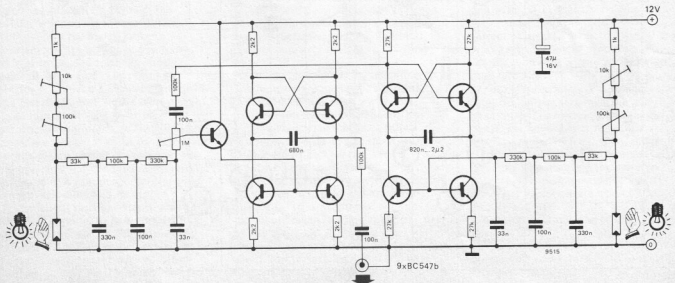 12V
1k
2k2
2k2
27k
27k
1k
47µ
16V
10k
10k
100k
100n
100k
100k
1M
680n
820n...2µ2
33k
100k
330k
100k
330k
100k
33k
330n
100n
33n
2k2
2k2
27k
27k
33n
100n
330n
100n
9515
0
9xBC547b